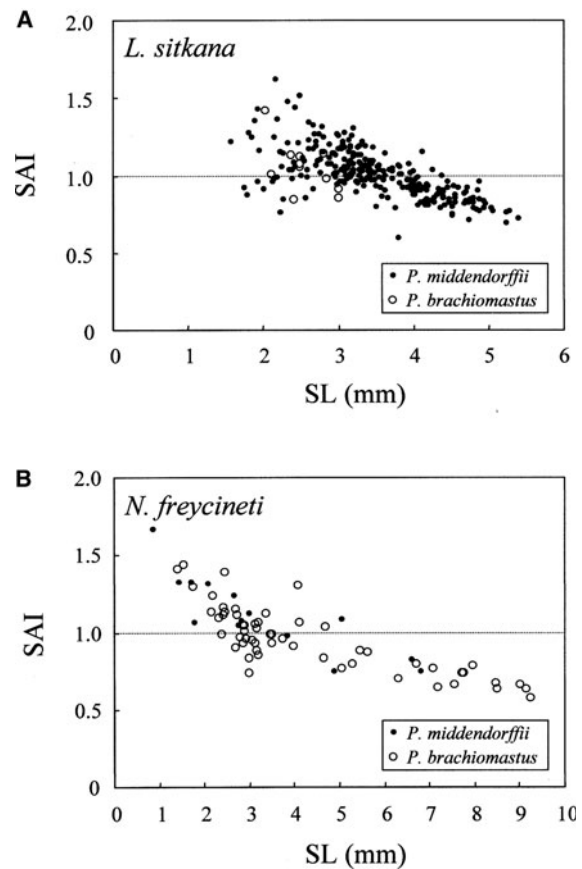 A
L. sitkana
2.0
1.5
1.0
0.5
0
SAI
P. middendorffii
P. brachiomastus
0 1 2 3 4 5 6
SL (mm)
B
N. freycineti
2.0
1.5
1.0
0.5
0
SAI
P. middendorffii
P. brachiomastus
0 1 2 3 4 5 6 7 8 9 10
SL (mm)